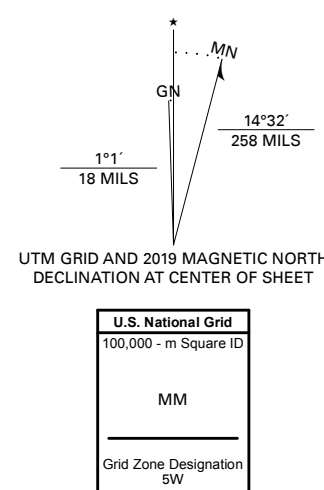 ★
MN
GN
14°32´
258 MILS
1°1´
18 MILS
UTM GRID AND 2019 MAGNETIC NORTH
DECLINATION AT CENTER OF SHEET
U.S. National Grid
100,000 - m Square ID
MM
Grid Zone Designation
5W